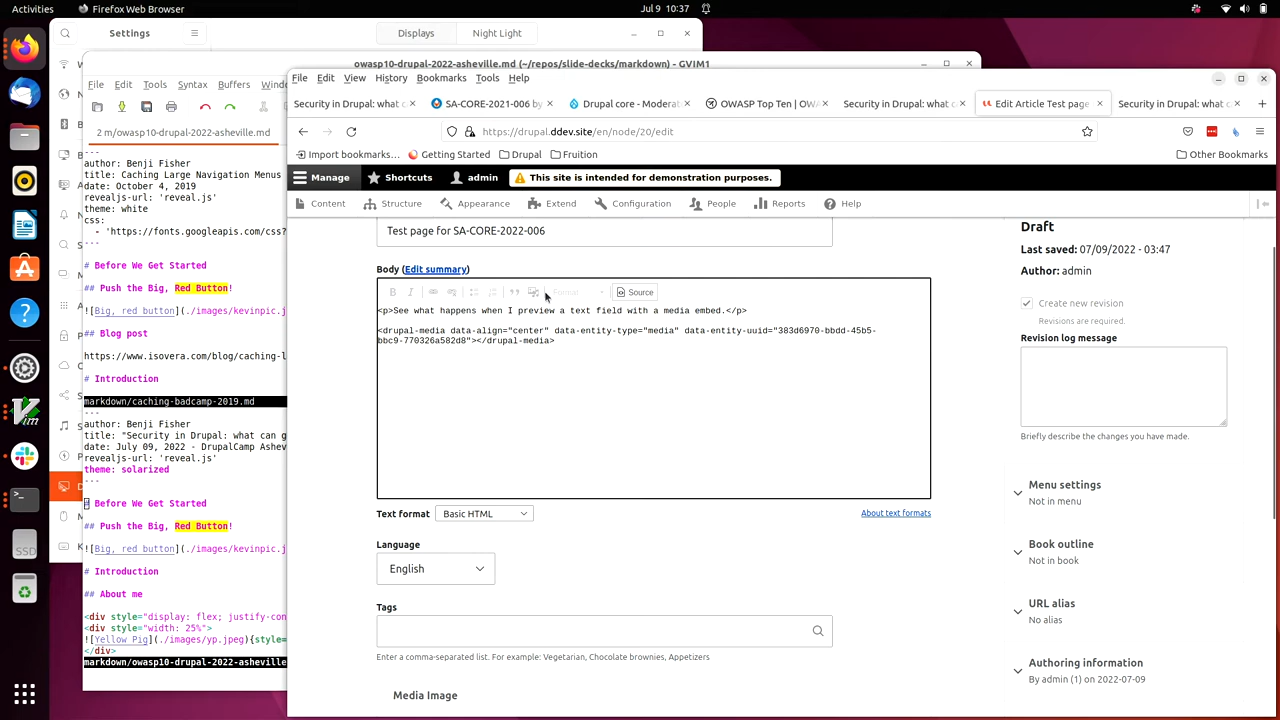 Activities
Firefox Web Browser
Jul 9 10:37
Settings
Displays
Night Light
owasp10-drupal-2022-asheville.md (~/repos/slide-decks/markdown) - GVIM1
File Edit Tools Syntax Buffers
2 m/owasp10-drupal-2022-asheville.md
---
author: Benji Fisher
title: Caching Large Navigation Menus
date: October 4, 2019
revealjs-url: 'reveal.js'
theme: white
css:
- 'https://fonts.googleapis.com/css?
---
# Before We Get Started
## Push the Big, Red Button!
![Big, red button](./images/kevinpic.j
## Blog post
https://www.isovera.com/blog/caching-l
# Introduction
markdown/caching-badcamp-2019.md
---
author: Benji Fisher
title: "Security in Drupal: what can g
date: July 09, 2022 - DrupalCamp Ashev
revealjs-url: 'reveal.js'
theme: solarized
---
# Before We Get Started
## Push the Big, Red Button!
![Big, red button](./images/kevinpic.j
# Introduction
## About me
<div style="display: flex; justify-con
<div style="width: 25%">
![Yellow Pig](./images/yp.jpeg){style=
</div>
markdown/owasp10-drupal-2022-asheville
File Edit View History Bookmarks Tools Help
Security in Drupal: what c
SA-CORE-2021-006 by
Drupal core - Moderat
OWASP Top Ten | OWA
Security in Drupal: what c
Edit Article Test page
Security in Drupal: what c
https://drupal.ddev.site/en/node/20/edit
Import bookmarks…
Getting Started
Drupal
Fruition
Other Bookmarks
Manage
Shortcuts
admin
This site is intended for demonstration purposes.
Content
Structure
Appearance
Extend
Configuration
People
Reports
Help
Test page for SA-CORE-2022-006
Body (Edit summary)
B I
Format
Source
<p>See what happens when I preview a text field with a media embed.</p>
<drupal-media data-align="center" data-entity-type="media" data-entity-uuid="383d6970-bbdd-45b5-
bbc9-770326a582d8"></drupal-media>
Text format
Basic HTML
About text formats
Language
English
Tags
Enter a comma-separated list. For example: Vegetarian, Chocolate brownies, Appetizers
Media Image
Draft
Last saved: 07/09/2022 - 03:47
Author: admin
Create new revision
Revisions are required.
Revision log message
Briefly describe the changes you have made.
Menu settings
Not in menu
Book outline
Not in book
URL alias
No alias
Authoring information
By admin (1) on 2022-07-09
SSD